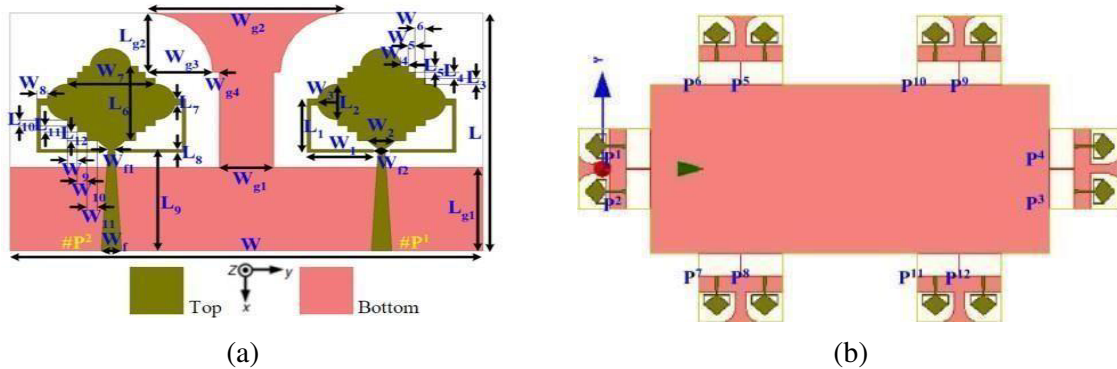 W₆
W₅
W₄
L₅ L₄ L₃
Wg2
Lg2
Wg3
Wg4
W₇
W₈
L₆
L₇
L₁₀
L₁₁
L₁₂
L₈
W₉
W₁₀
W₁₁
Wf1
L₉
Wf
W₃
L₂
L₁
W₂
W₁
Wf2
Wg1
Lg1
L
W
#P²
#P¹
Z
y
x
Top
Bottom
(a)
Y
P⁶ P⁵
P¹⁰ P⁹
P¹
P⁴
P²
P³
P⁷ P⁸
P¹¹ P¹²
(b)